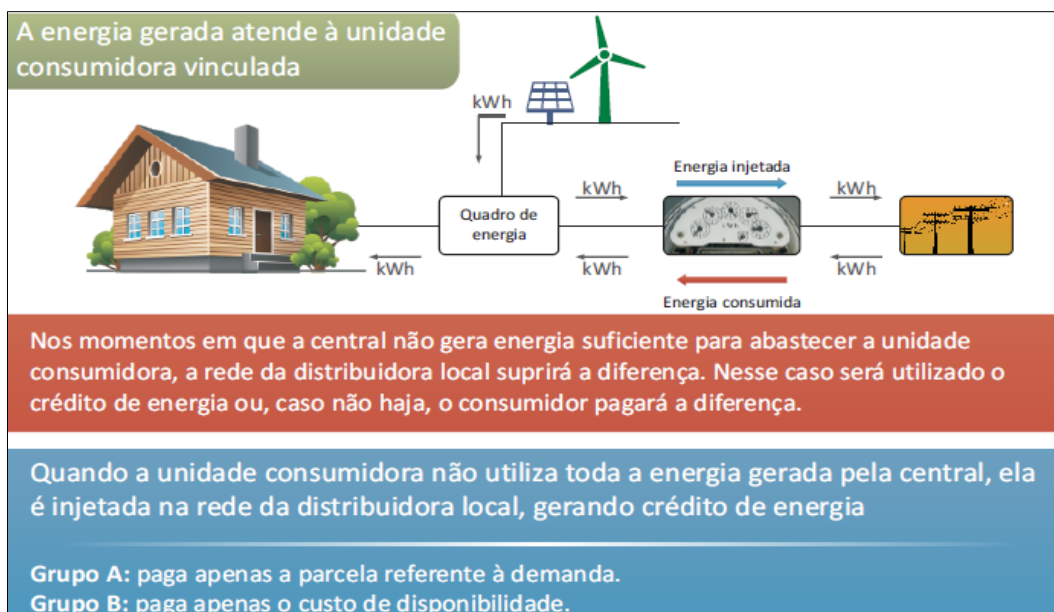 A energia gerada atende à unidade
consumidora vinculada
kWh
Energia injetada
kWh
kWh
Quadro de
energia
kWh
kWh
kWh
Energia consumida
Nos momentos em que a central não gera energia suficiente para abastecer a unidade
consumidora, a rede da distribuidora local suprirá a diferença. Nesse caso será utilizado o
crédito de energia ou, caso não haja, o consumidor pagará a diferença.
Quando a unidade consumidora não utiliza toda a energia gerada pela central, ela
é injetada na rede da distribuidora local, gerando crédito de energia
Grupo A: paga apenas a parcela referente à demanda.
Grupo B: paga apenas o custo de disponibilidade.